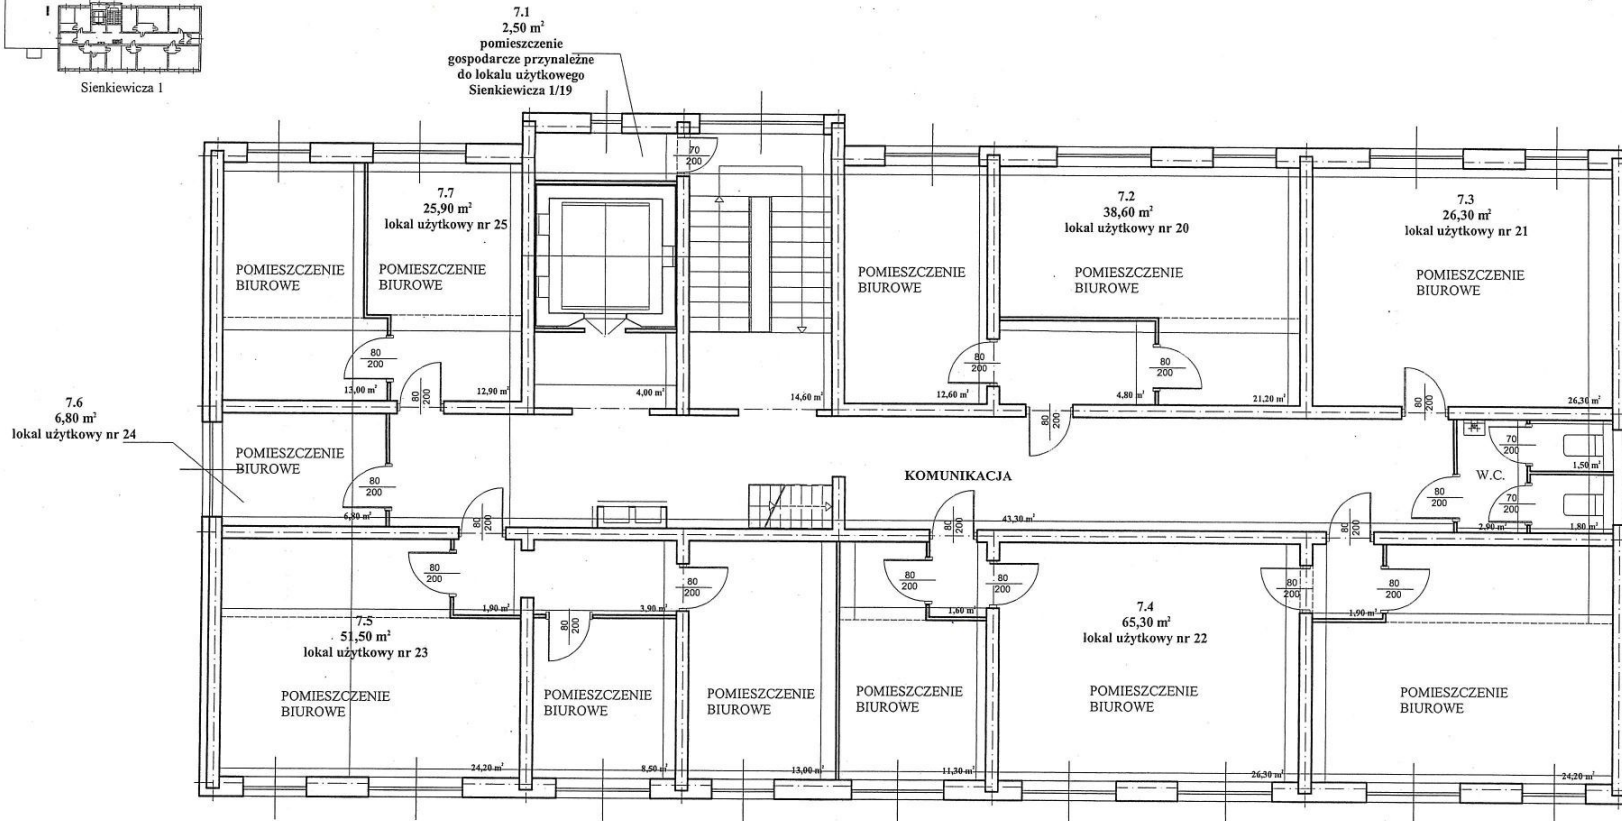 Sienkiewicza 1
7.1
2,50 m²
pomieszczenie
gospodarcze przynależne
do lokalu użytkowego
Sienkiewicza 1/19
70
200
7.7
25,90 m²
lokal użytkowy nr 25
7.2
38,60 m²
lokal użytkowy nr 20
7.3
26,30 m²
lokal użytkowy nr 21
POMIESZCZENIE
BIUROWE
POMIESZCZENIE
BIUROWE
POMIESZCZENIE
BIUROWE
POMIESZCZENIE
BIUROWE
POMIESZCZENIE
BIUROWE
80
200
80
200
80
200
13,00 m²
12,90 m²
4,00 m²
14,60 m²
12,60 m²
4,80 m²
21,20 m²
26,30 m²
80
200
80
200
80
200
7.6
6,80 m²
lokal użytkowy nr 24
POMIESZCZENIE
BIUROWE
80
200
6,80 m²
KOMUNIKACJA
43,30 m²
W.C.
70
200
1,50 m²
80
200
70
200
2,90 m²
1,80 m²
80
200
80
200
80
200
80
200
1,90 m²
3,90 m²
80
200
80
200
80
200
1,60 m²
80
200
80
200
80
200
1,90 m²
80
200
7.5
51,50 m²
lokal użytkowy nr 23
7.4
65,30 m²
lokal użytkowy nr 22
POMIESZCZENIE
BIUROWE
POMIESZCZENIE
BIUROWE
POMIESZCZENIE
BIUROWE
POMIESZCZENIE
BIUROWE
POMIESZCZENIE
BIUROWE
POMIESZCZENIE
BIUROWE
24,20 m²
8,50 m²
13,00 m²
11,30 m²
26,30 m²
24,20 m²